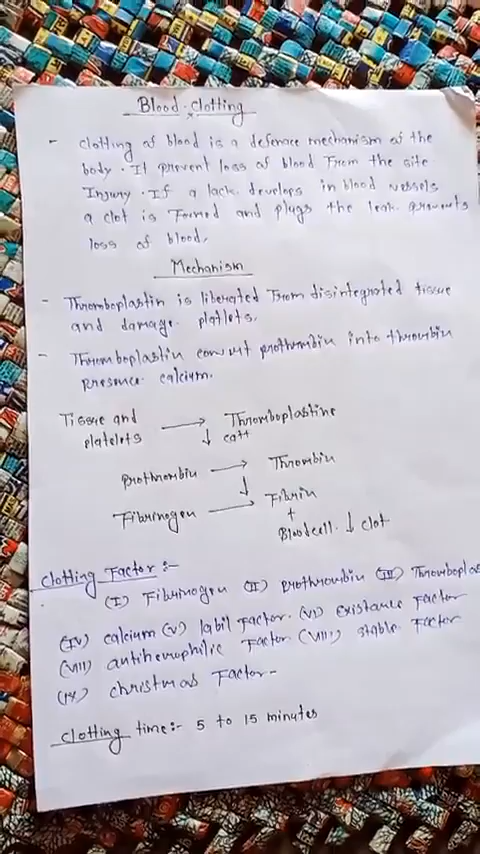 Blood clotting
- clotting of blood is a defence mechanism of the
body. It prevent loss of blood From the site
Injury. If a lack develops in blood vessels
a clot is Formed and plugs the leak prevents
loss of blood.
Mechanism
- Thromboplastin is liberated From disintegrated tissue
and damage platlets.
- Thromboplastin convert prothrombin into thrombin
presence calcium.
Tissue and platelets → Thromboplastine
↓ ca++
prothrombin → Thrombin
↓
Fibrinogen → Fibrin
+
Blood cell ↓ clot
Clotting Factor :-
(I) Fibrinogen (II) prothrombin (III) Thromboplas
(IV) calcium (V) labil Factor. (VI) existance Factor
(VII) antihemophilic Factor (VIII) stable Factor
(IX) christmas Factor -
Clotting time :- 5 to 15 minutes